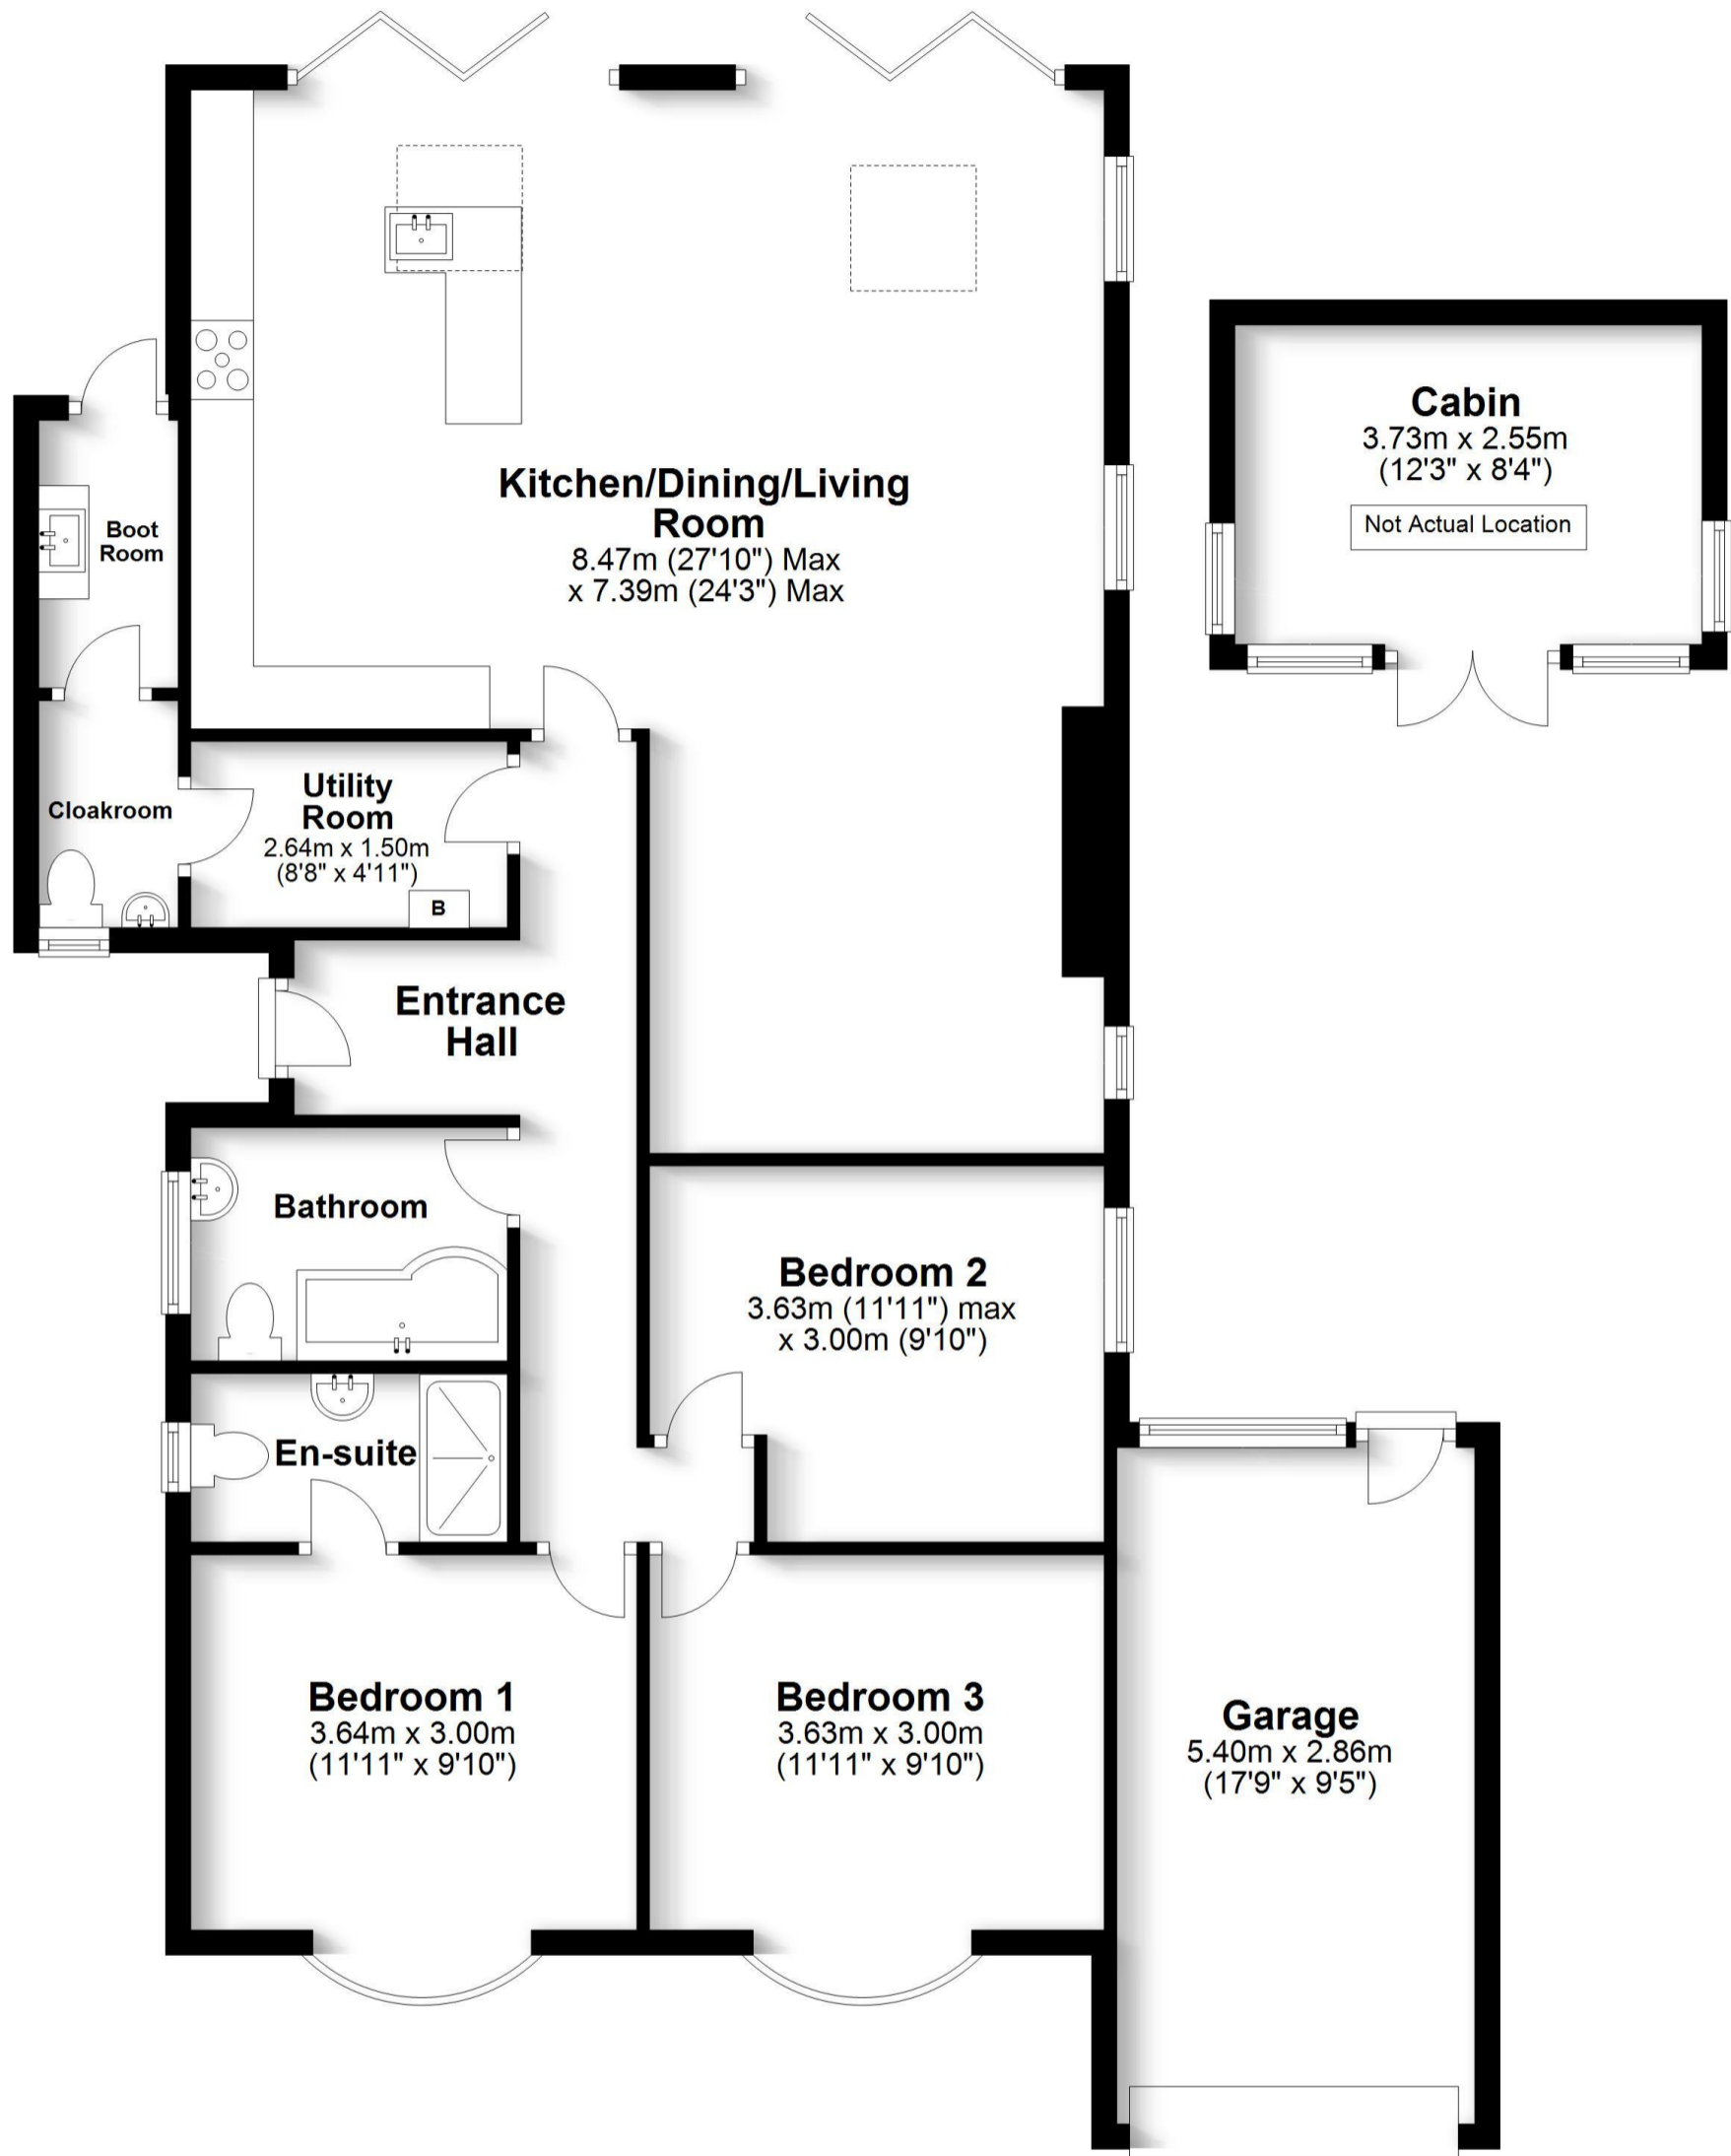 Cabin
3.73m x 2.55m
(12'3" x 8'4")
Not Actual Location
Kitchen/Dining/Living
Room
8.47m (27'10") Max
x 7.39m (24'3") Max
Boot
Room
Utility
Room
2.64m x 1.50m
(8'8" x 4'11")
B
Cloakroom
Entrance
Hall
Bathroom
Bedroom 2
3.63m (11'11") max
x 3.00m (9'10")
En-suite
Bedroom 1
3.64m x 3.00m
(11'11" x 9'10")
Bedroom 3
3.63m x 3.00m
(11'11" x 9'10")
Garage
5.40m x 2.86m
(17'9" x 9'5")